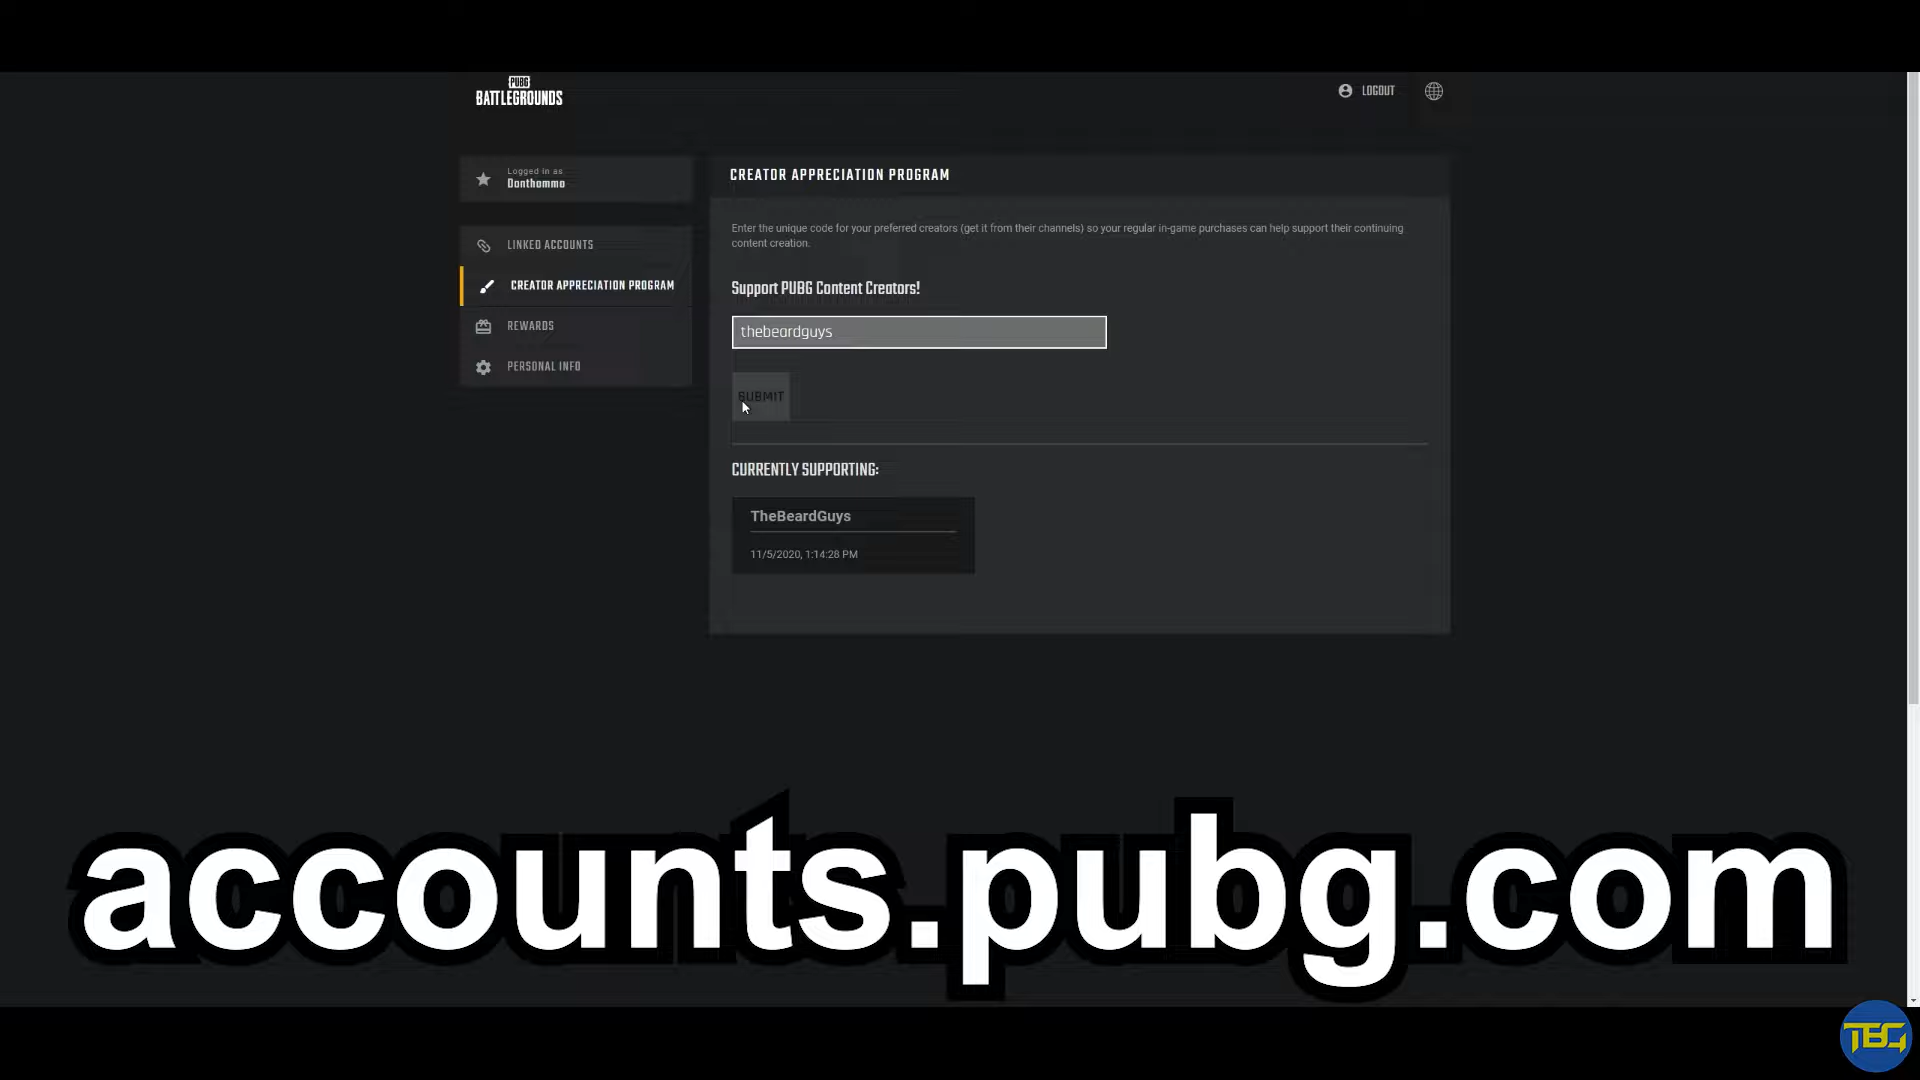 PUBG
BATTLEGROUNDS
LOGOUT
Logged in as
Danthammo
LINKED ACCOUNTS
CREATOR APPRECIATION PROGRAM
REWARDS
PERSONAL INFO
CREATOR APPRECIATION PROGRAM
Enter the unique code for your preferred creators (get it from their channels) so your regular in-game purchases can help support their continuing
content creation.
Support PUBG Content Creators!
thebeardguys
SUBMIT
CURRENTLY SUPPORTING:
TheBeardGuys
11/5/2020, 1:14:28 PM
accounts.pubg.com
TBG